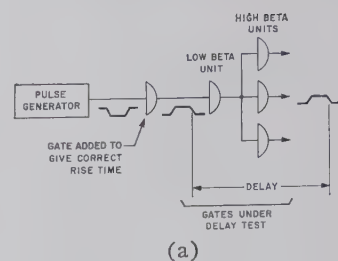 HIGH BETA
UNITS
LOW BETA
UNIT
PULSE
GENERATOR
GATE ADDED TO
GIVE CORRECT
RISE TIME
DELAY
GATES UNDER
DELAY TEST
(a)